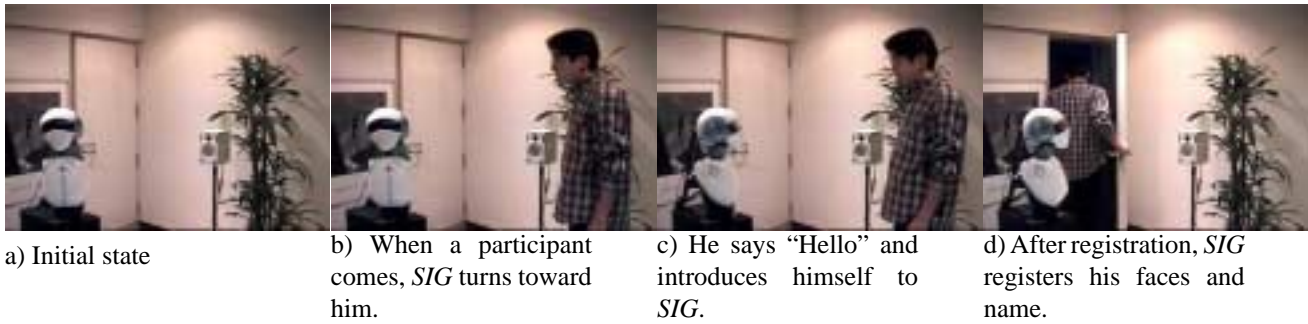 a) Initial state
b) When a participant
comes, SIG turns toward
him.
c) He says “Hello” and
introduces himself to
SIG.
d) After registration, SIG
registers his faces and
name.